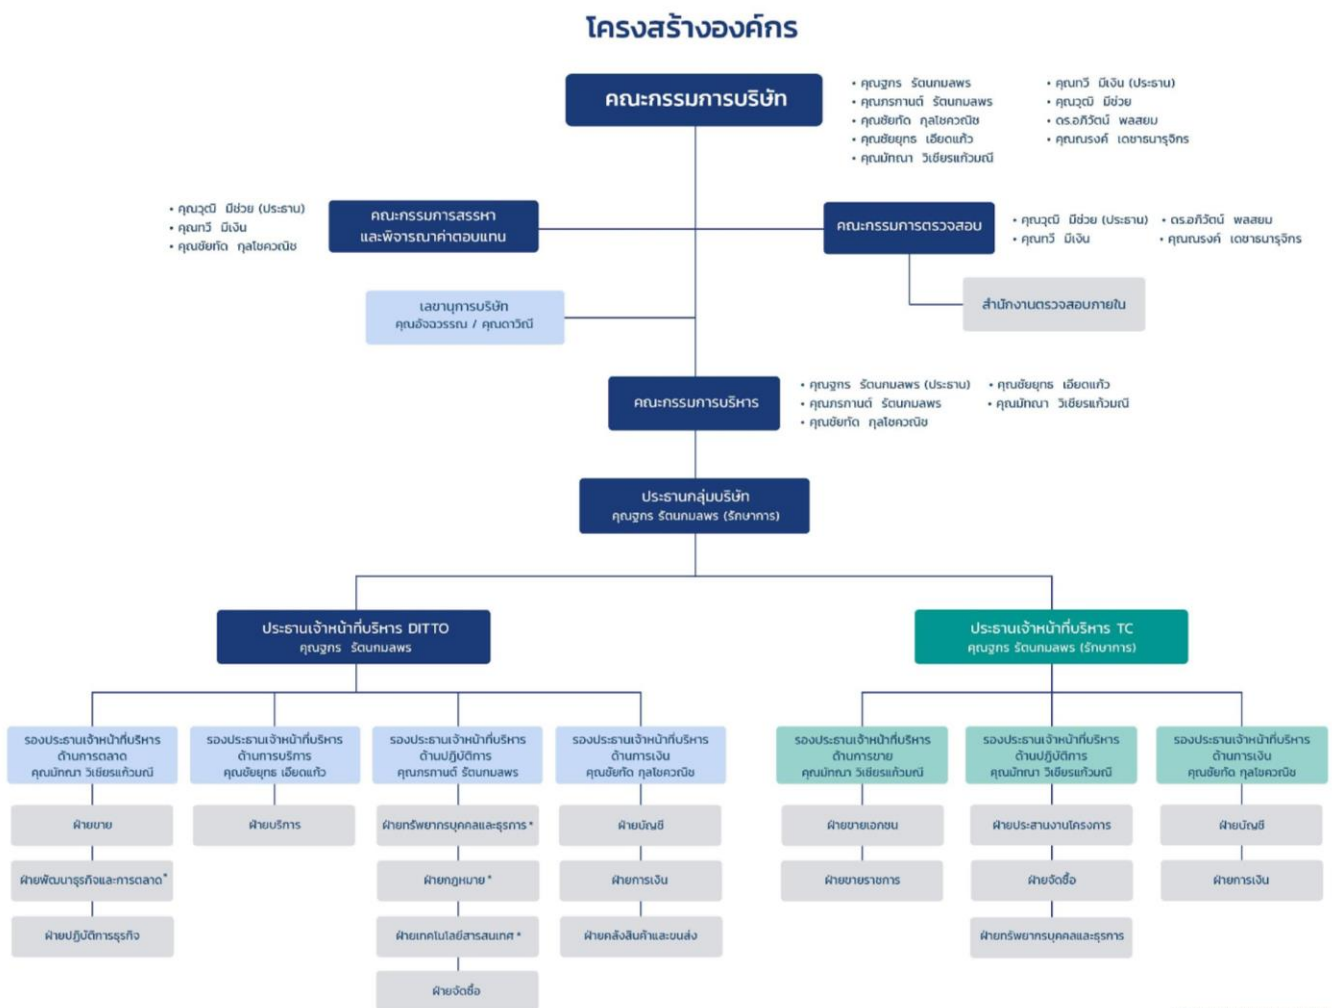 โครงสร้างองค์กร
คณะกรรมการบริษัท
• คุณฐกร รัตนกมลพร
• คุณภรกานต์ รัตนกมลพร
• คุณชัยทัด กุลโชควณิช
• คุณชัยยุทธ เอียดแก้ว
• คุณมัทณา วิเชียรแก้วมณี
• คุณทวี มีเงิน (ประธาน)
• คุณวุฒิ มีช่วย
• ดร.อภิวัตน์ พลสยม
• คุณณรงค์ เดชาธนารุจิกร
• คุณวุฒิ มีช่วย (ประธาน)
• คุณทวี มีเงิน
• คุณชัยทัด กุลโชควณิช
คณะกรรมการสรรหา
และพิจารณาค่าตอบแทน
คณะกรรมการตรวจสอบ
• คุณวุฒิ มีช่วย (ประธาน)
• คุณทวี มีเงิน
• ดร.อภิวัตน์ พลสยม
• คุณณรงค์ เดชาธนารุจิกร
เลขานุการบริษัท
คุณอัจฉวรรณ / คุณดาวิณี
สำนักงานตรวจสอบภายใน
คณะกรรมการบริหาร
• คุณฐกร รัตนกมลพร (ประธาน)
• คุณภรกานต์ รัตนกมลพร
• คุณชัยทัด กุลโชควณิช
• คุณชัยยุทธ เอียดแก้ว
• คุณมัทณา วิเชียรแก้วมณี
ประธานกลุ่มบริษัท
คุณฐกร รัตนกมลพร (รักษาการ)
ประธานเจ้าหน้าที่บริหาร DITTO
คุณฐกร รัตนกมลพร
ประธานเจ้าหน้าที่บริหาร TC
คุณฐกร รัตนกมลพร (รักษาการ)
รองประธานเจ้าหน้าที่บริหาร
ด้านการตลาด
คุณมัทณา วิเชียรแก้วมณี
ฝ่ายขาย
ฝ่ายพัฒนาธุรกิจและการตลาด*
ฝ่ายปฏิบัติการธุรกิจ
รองประธานเจ้าหน้าที่บริหาร
ด้านการบริการ
คุณชัยยุทธ เอียดแก้ว
ฝ่ายบริการ
รองประธานเจ้าหน้าที่บริหาร
ด้านปฏิบัติการ
คุณภรกานต์ รัตนกมลพร
ฝ่ายทรัพยากรบุคคลและธุรการ*
ฝ่ายกฎหมาย*
ฝ่ายเทคโนโลยีสารสนเทศ*
ฝ่ายจัดซื้อ
รองประธานเจ้าหน้าที่บริหาร
ด้านการเงิน
คุณชัยทัด กุลโชควณิช
ฝ่ายบัญชี
ฝ่ายการเงิน
ฝ่ายคลังสินค้าและขนส่ง
รองประธานเจ้าหน้าที่บริหาร
ด้านการขาย
คุณมัทณา วิเชียรแก้วมณี
ฝ่ายขายเอกชน
ฝ่ายขายราชการ
รองประธานเจ้าหน้าที่บริหาร
ด้านปฏิบัติการ
คุณมัทณา วิเชียรแก้วมณี
ฝ่ายประสานงานโครงการ
ฝ่ายจัดซื้อ
ฝ่ายทรัพยากรบุคคลและธุรการ
รองประธานเจ้าหน้าที่บริหาร
ด้านการเงิน
คุณชัยทัด กุลโชควณิช
ฝ่ายบัญชี
ฝ่ายการเงิน